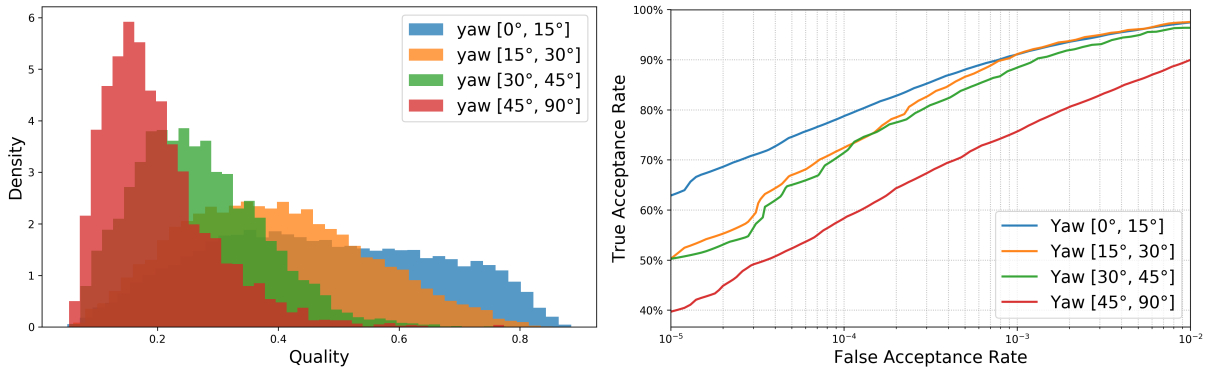 6
5
4
3
2
1
0
Density
0.2
0.4
0.6
0.8
Quality
yaw [0°, 15°]
yaw [15°, 30°]
yaw [30°, 45°]
yaw [45°, 90°]
100%
90%
80%
70%
60%
50%
40%
True Acceptance Rate
10⁻⁵
10⁻⁴
10⁻³
10⁻²
False Acceptance Rate
Yaw [0°, 15°]
Yaw [15°, 30°]
Yaw [30°, 45°]
Yaw [45°, 90°]